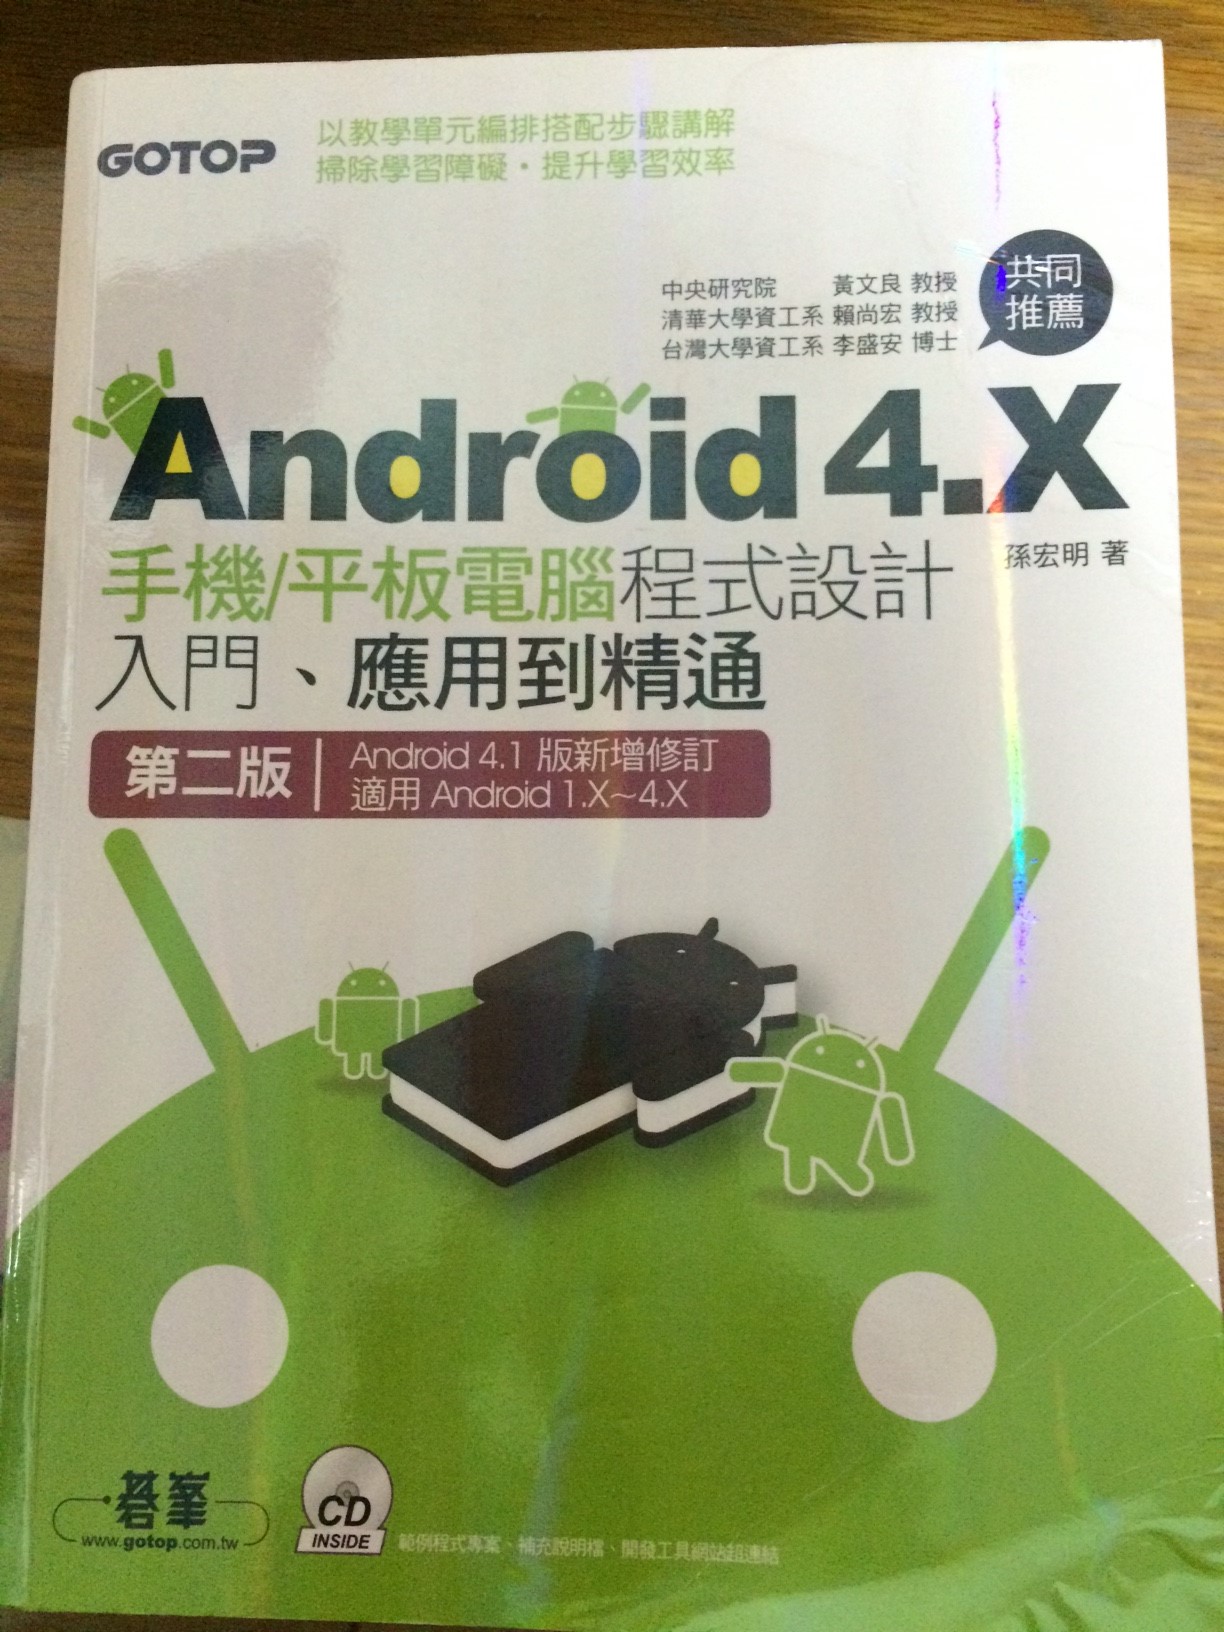 GOTOP
以教學單元編排搭配步驟講解
掃除學習障礙・提升學習效率
中央研究院 黃文良 教授
清華大學資工系 賴尚宏 教授
台灣大學資工系 李盛安 博士
共同
推薦
Android 4.X
手機/平板電腦程式設計
孫宏明 著
入門、應用到精通
第二版
Android 4.1 版新增修訂
適用 Android 1.X~4.X
碁峯
www.gotop.com.tw
CD
INSIDE
範例程式專案、補充說明檔、開發工具網站超連結